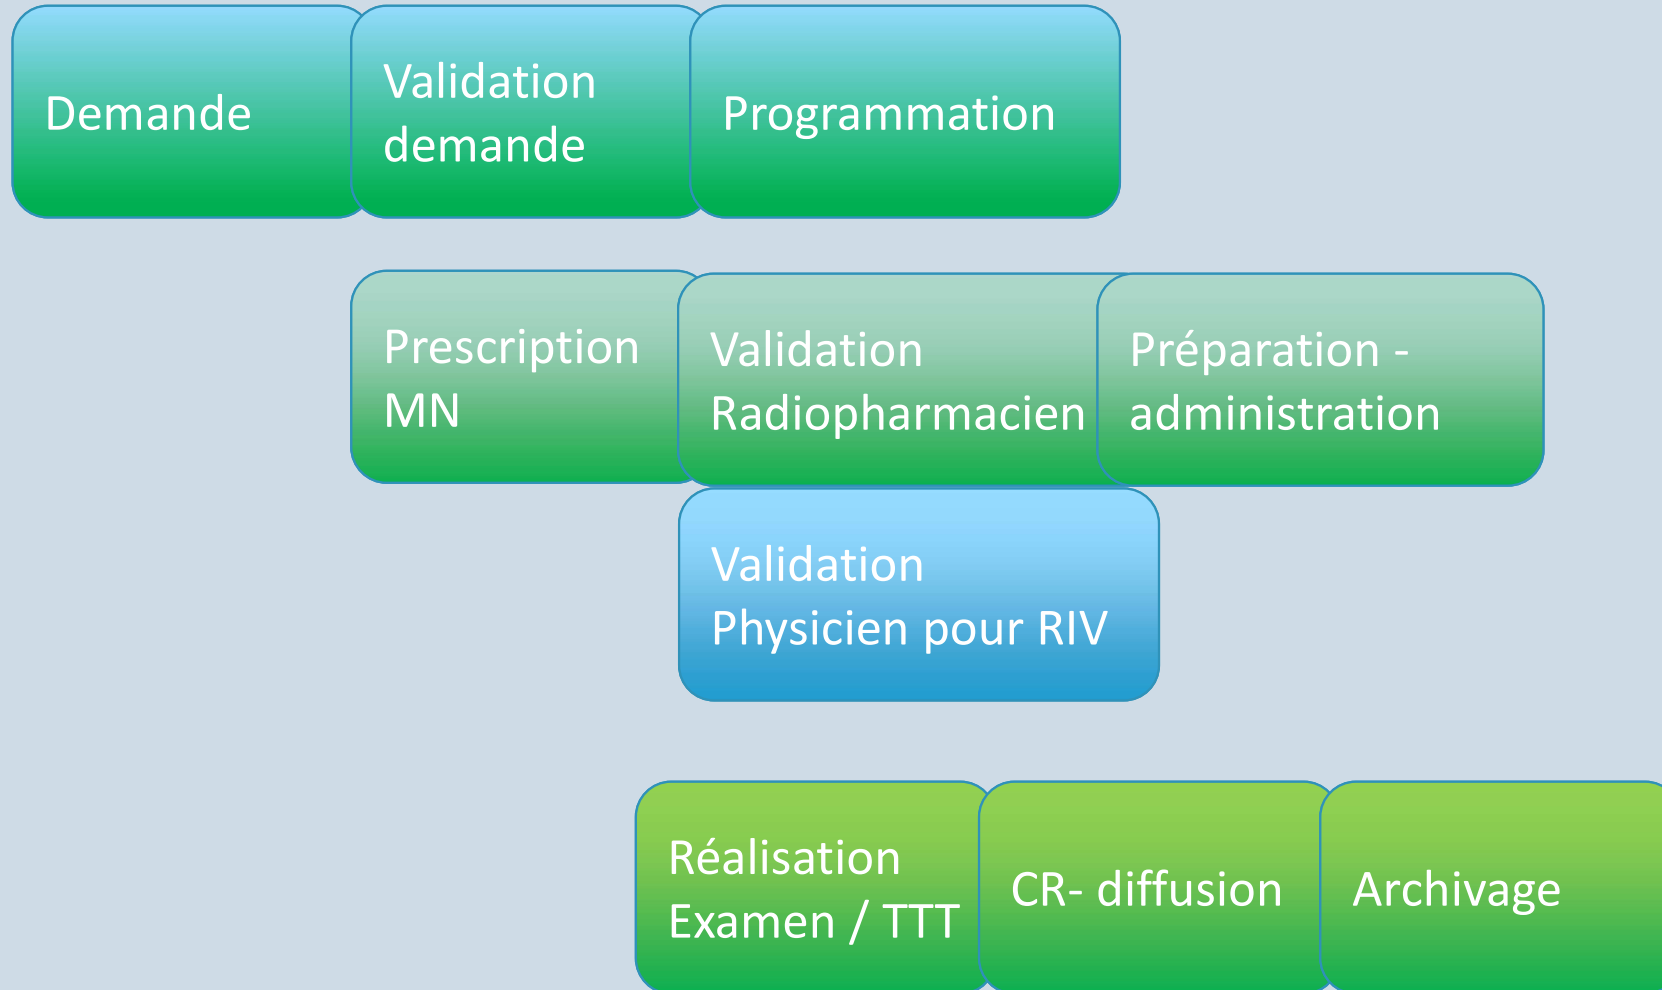 Demande
Validation
demande
Programmation
Prescription
MN
Validation
Radiopharmacien
Préparation -
administration
Validation
Physicien pour RIV
Réalisation
Examen / TTT
CR- diffusion
Archivage